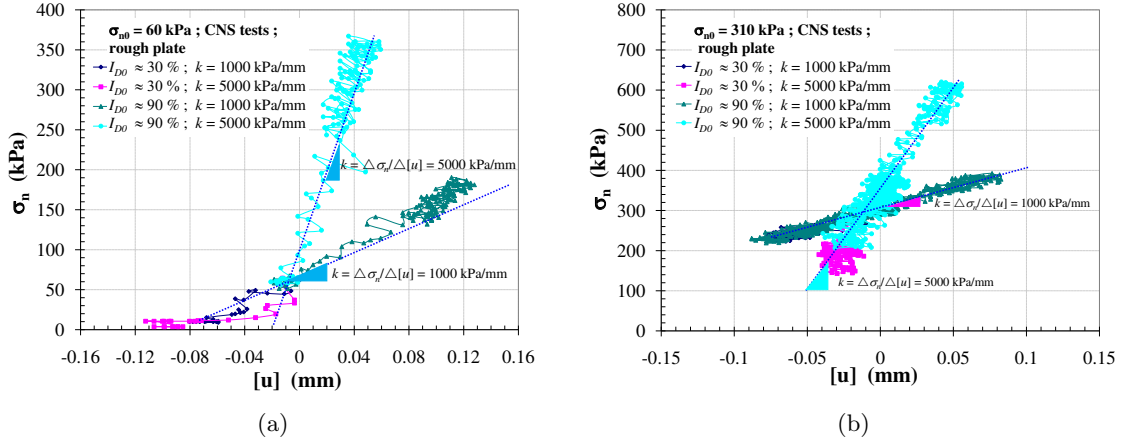 σn0 = 60 kPa ; CNS tests ;
rough plate
ID0 ≈ 30 % ; k = 1000 kPa/mm
ID0 ≈ 30 % ; k = 5000 kPa/mm
ID0 ≈ 90 % ; k = 1000 kPa/mm
ID0 ≈ 90 % ; k = 5000 kPa/mm
k = △σn/△[u] = 5000 kPa/mm
k = △σn/△[u] = 1000 kPa/mm
σn (kPa)
400
350
300
250
200
150
100
50
0
-0.16 -0.12 -0.08 -0.04 0 0.04 0.08 0.12 0.16
[u] (mm)
(a)
σn0 = 310 kPa ; CNS tests ;
rough plate
ID0 ≈ 30 % ; k = 1000 kPa/mm
ID0 ≈ 30 % ; k = 5000 kPa/mm
ID0 ≈ 90 % ; k = 1000 kPa/mm
ID0 ≈ 90 % ; k = 5000 kPa/mm
k = △σn/△[u] = 1000 kPa/mm
k = △σn/△[u] = 5000 kPa/mm
σn (kPa)
800
700
600
500
400
300
200
100
0
-0.15 -0.1 -0.05 0 0.05 0.1 0.15
[u] (mm)
(b)